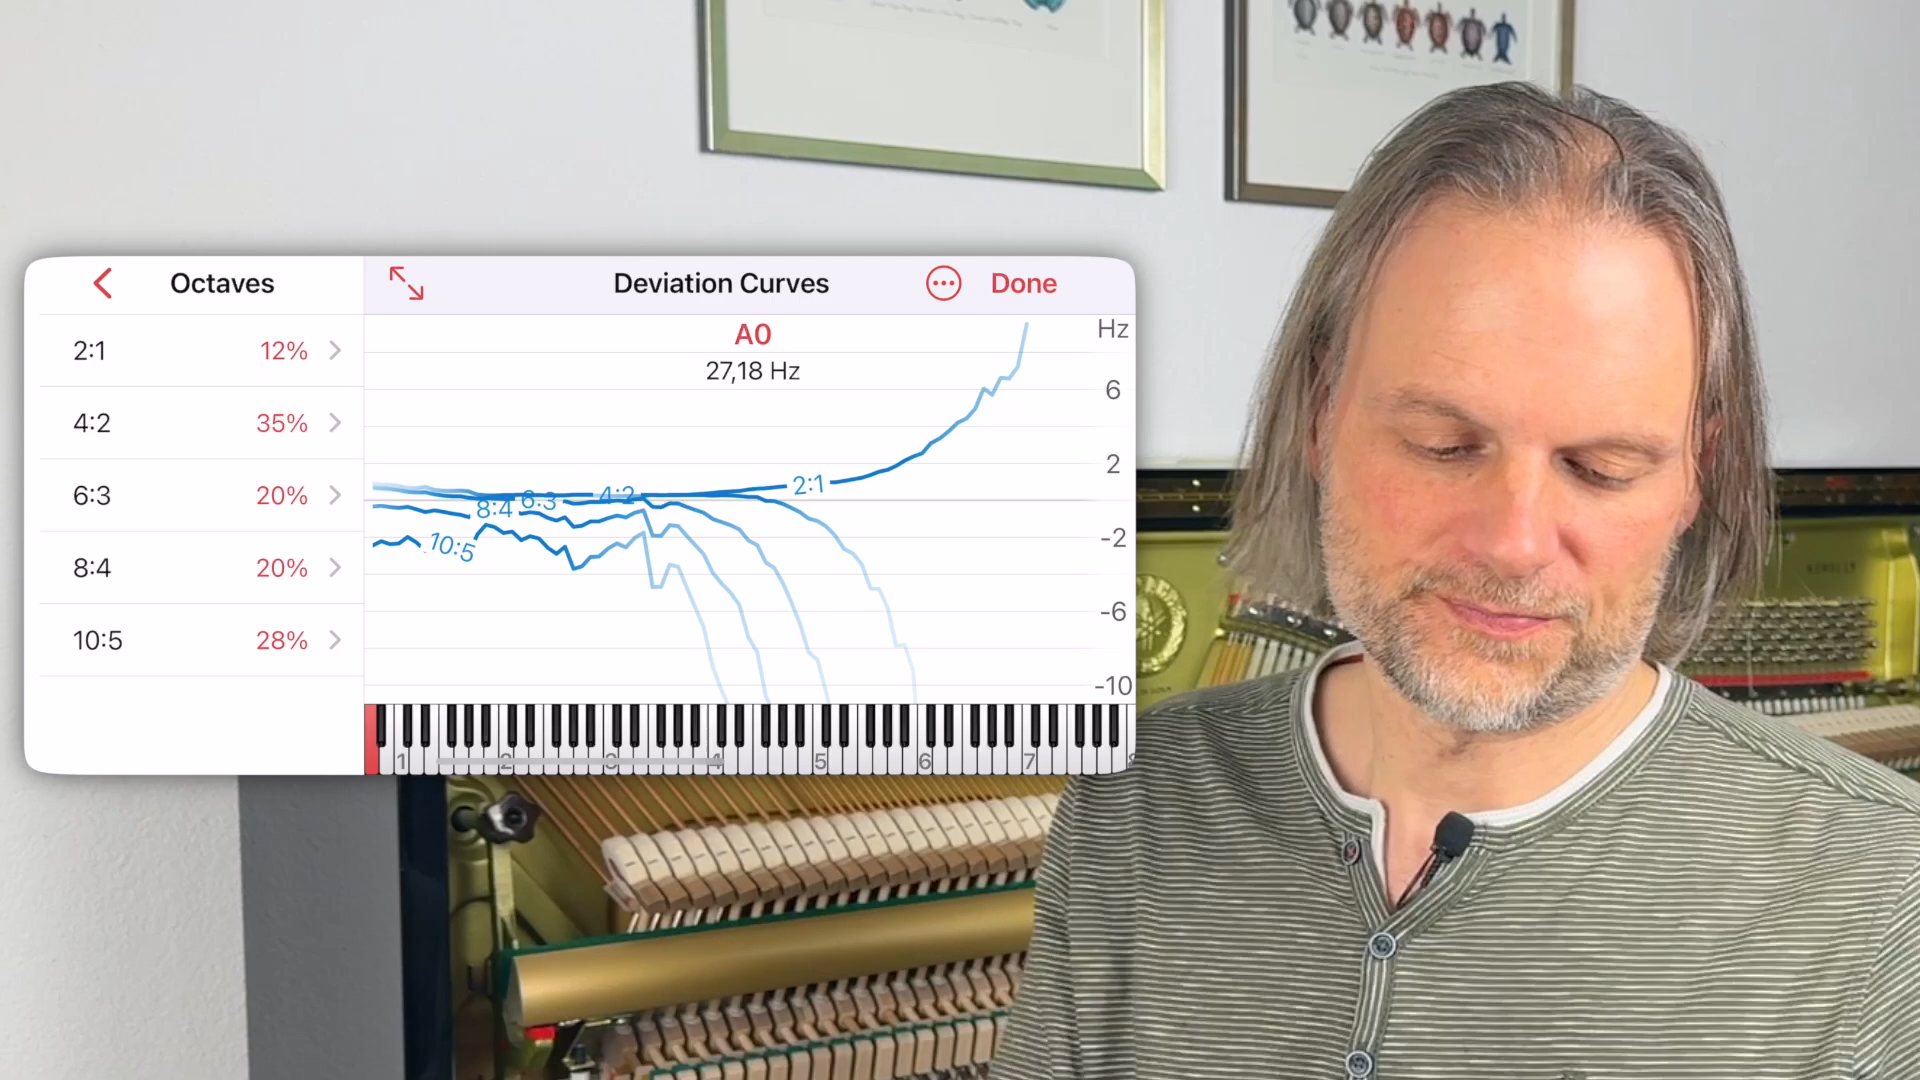 Octaves
2:1 12%
4:2 35%
6:3 20%
8:4 20%
10:5 28%
Deviation Curves
Done
A0
27,18 Hz
Hz
6
2
-2
-6
-10
2:1
4:2
6:3
8:4
10:5
1 2 3 4 5 6 7 8